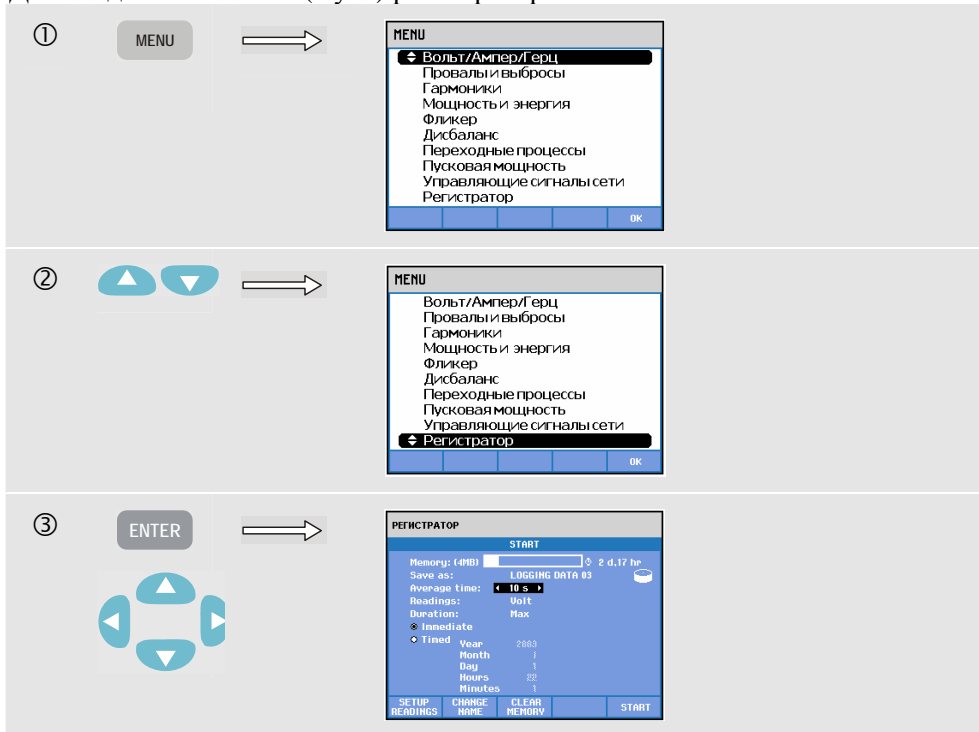 ①
MENU
MENU
Вольт/Ампер/Герц
Провалы и выбросы
Гармоники
Мощность и энергия
Фликер
Дисбаланс
Переходные процессы
Пусковая мощность
Управляющие сигналы сети
Регистратор
OK
②
MENU
Вольт/Ампер/Герц
Провалы и выбросы
Гармоники
Мощность и энергия
Фликер
Дисбаланс
Переходные процессы
Пусковая мощность
Управляющие сигналы сети
Регистратор
OK
③
ENTER
РЕГИСТРАТОР
START
Memory: (4MB) 2 d.17 hr
Save as: LOGGING DATA 03
Average time: 10 s
Readings: Volt
Duration: Max
Immediate
Timed
Year 2003
Month 1
Day 1
Hours 22
Minutes 1
SETUP READINGS CHANGE NAME CLEAR MEMORY START